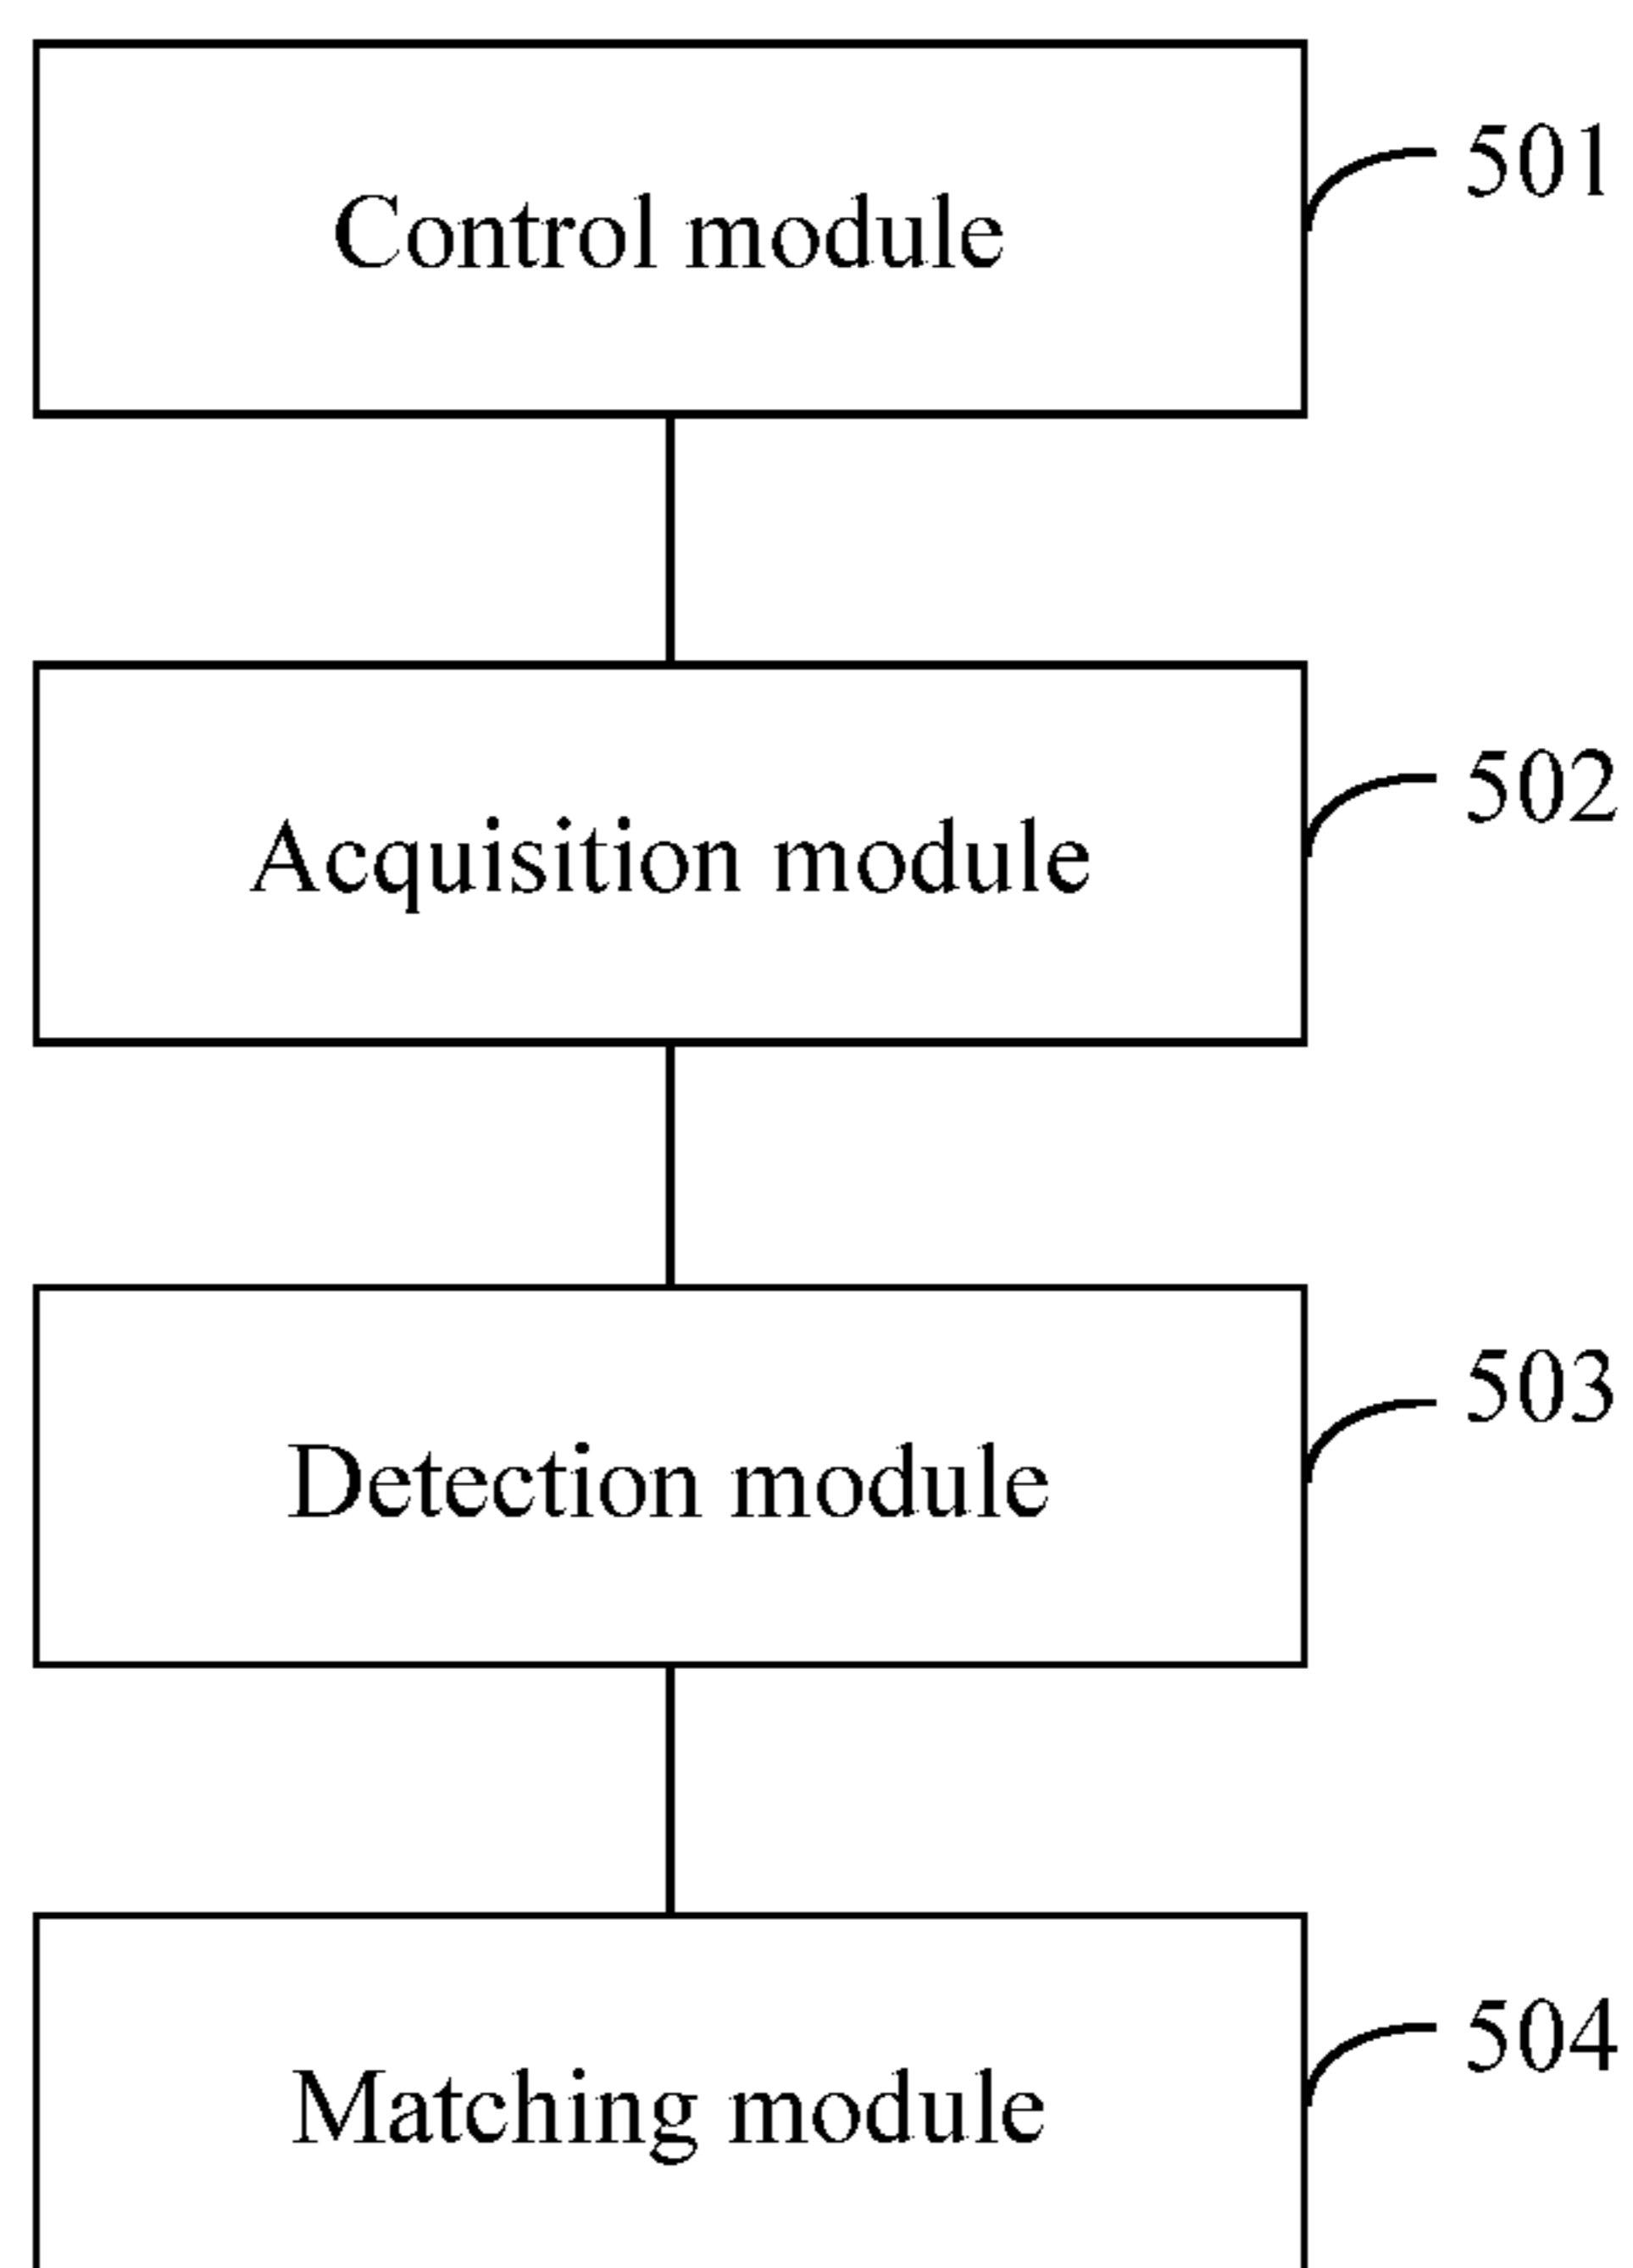 501
Control module
502
Acquisition module
503
Detection module
504
Matching module